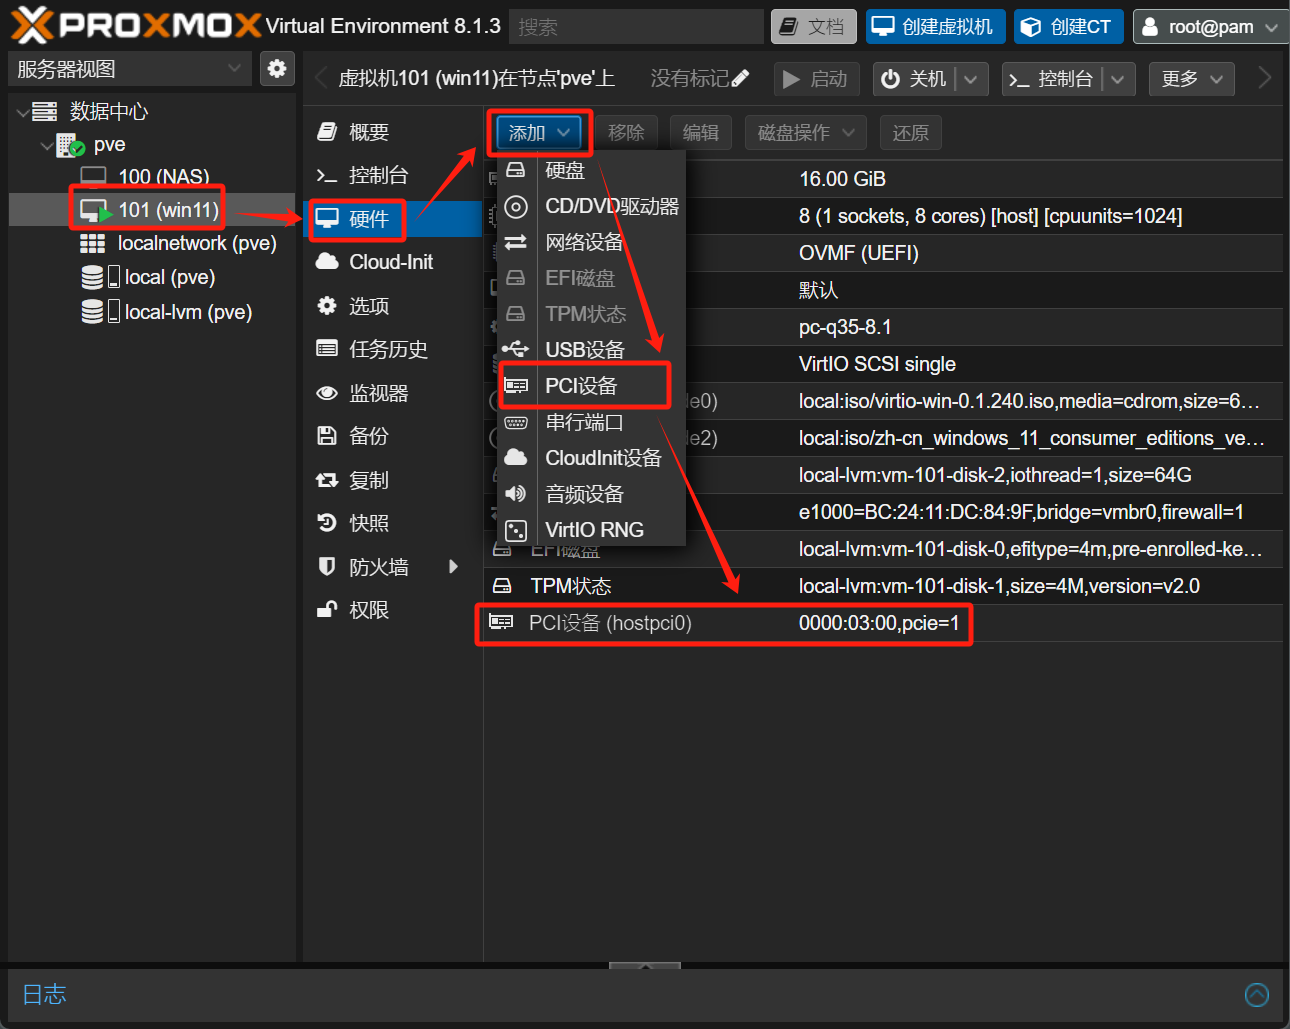 PROXMOX Virtual Environment 8.1.3
搜索
文档
创建虚拟机
创建CT
root@pam
服务器视图
虚拟机101 (win11)在节点'pve'上
没有标记
启动
关机
控制台
更多
数据中心
pve
100 (NAS)
101 (win11)
localnetwork (pve)
local (pve)
local-lvm (pve)
概要
控制台
硬件
Cloud-Init
选项
任务历史
监视器
备份
复制
快照
防火墙
权限
添加
移除
编辑
磁盘操作
还原
硬盘
CD/DVD驱动器
网络设备
EFI磁盘
TPM状态
USB设备
PCI设备
串行端口
CloudInit设备
音频设备
VirtIO RNG
16.00 GiB
8 (1 sockets, 8 cores) [host] [cpuunits=1024]
OVMF (UEFI)
默认
pc-q35-8.1
VirtIO SCSI single
de0)
local:iso/virtio-win-0.1.240.iso,media=cdrom,size=6…
de2)
local:iso/zh-cn_windows_11_consumer_editions_ve…
local-lvm:vm-101-disk-2,iothread=1,size=64G
e1000=BC:24:11:DC:84:9F,bridge=vmbr0,firewall=1
EFI磁盘
local-lvm:vm-101-disk-0,efitype=4m,pre-enrolled-ke…
TPM状态
local-lvm:vm-101-disk-1,size=4M,version=v2.0
PCI设备 (hostpci0)
0000:03:00,pcie=1
日志